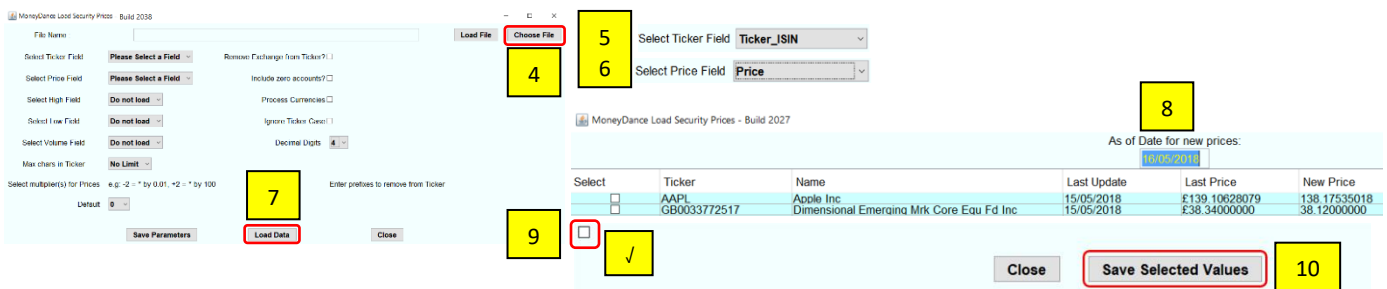 MoneyDance Load Security Prices Build 2038
File Name Load File Choose File
4
Select Ticker Field Please Select a Field Remove Exchange from Ticker?
Select Price Field Please Select a Field Include zero accounts?
Select High Field Do not load Process Currencies
Select Low Field Do not load Ignore Ticker Case
Select Volume Field Do not load Decimal Digits 4
Max chars in Ticker No Limit
Select multiplier(s) for Prices e.g: -2 = * by 0.01, +2 = * by 100 Enter prefixes to remove from Ticker
7
Default 0
Save Parameters Load Data Close
5 Select Ticker Field Ticker_ISIN
6 Select Price Field Price
8
MoneyDance Load Security Prices - Build 2027
As of Date for new prices:
16/05/2018
Select Ticker Name Last Update Last Price New Price
AAPL Apple Inc 15/05/2018 £139.10628079 138.17535018
GB0033772517 Dimensional Emerging Mrk Core Equ Fd Inc 15/05/2018 £38.34000000 38.12000000
9
√
Close Save Selected Values 10